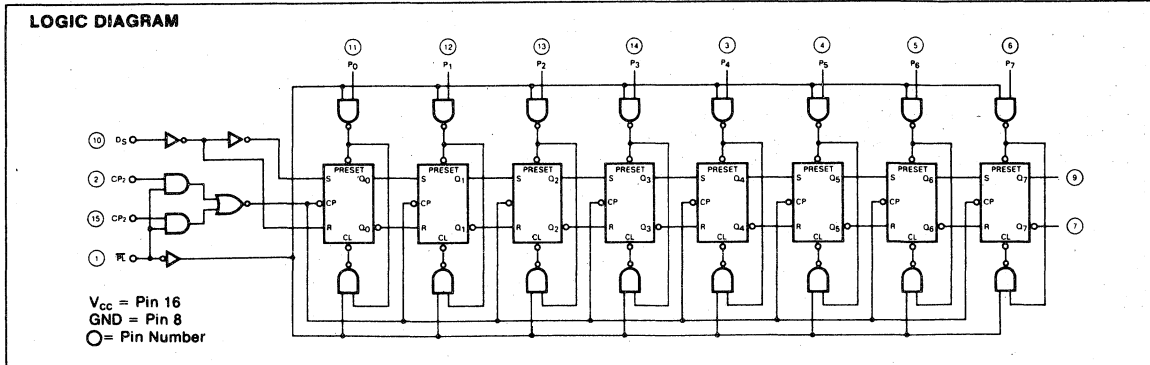 LOGIC DIAGRAM
11 12 13 14 3 4 5 6
P0 P1 P2 P3 P4 P5 P6 P7
10 DS
2 CP2
15 CP2
1 PL
PRESET PRESET PRESET PRESET PRESET PRESET PRESET PRESET
S Q0 S Q1 S Q2 S Q3 S Q4 S Q5 S Q6 S Q7 9
CP CP CP CP CP CP CP CP
R Q0 R Q1 R Q2 R Q3 R Q4 R Q5 R Q6 R Q7 7
CL CL CL CL CL CL CL CL
VCC = Pin 16
GND = Pin 8
= Pin Number